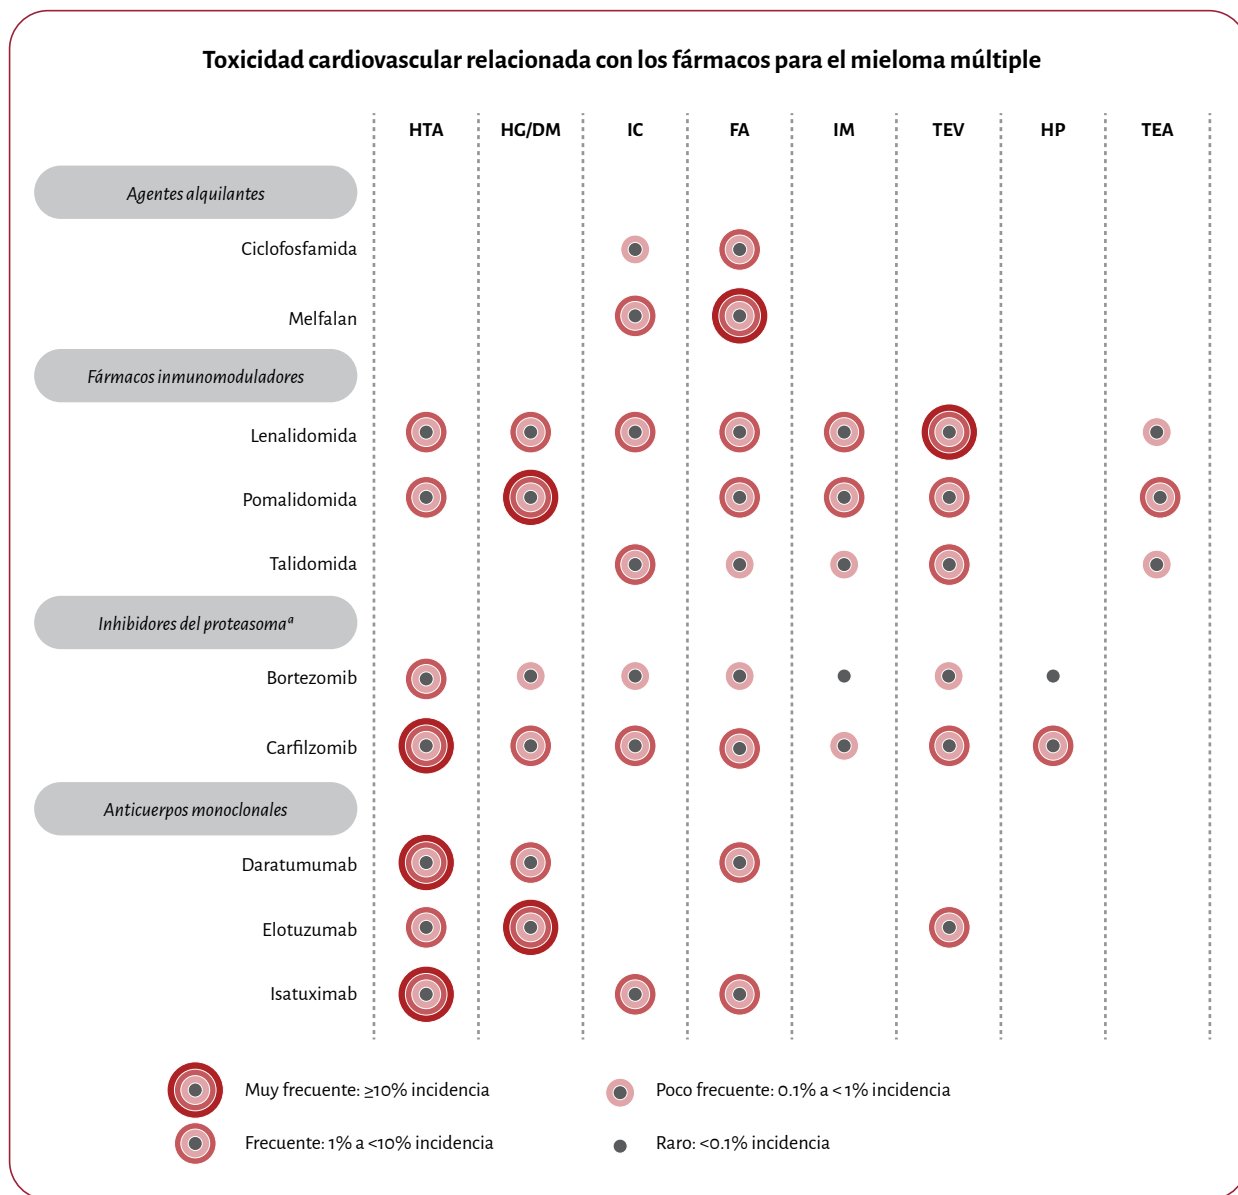 Toxicidad cardiovascular relacionada con los fármacos para el mieloma múltiple
HTA HG/DM IC FA IM TEV HP TEA
Agentes alquilantes
Ciclofosfamida
Melfalan
Fármacos inmunomoduladores
Lenalidomida
Pomalidomida
Talidomida
Inhibidores del proteasomaª
Bortezomib
Carfilzomib
Anticuerpos monoclonales
Daratumumab
Elotuzumab
Isatuximab
Muy frecuente: ≥10% incidencia
Poco frecuente: 0.1% a <1% incidencia
Frecuente: 1% a <10% incidencia
Raro: <0.1% incidencia